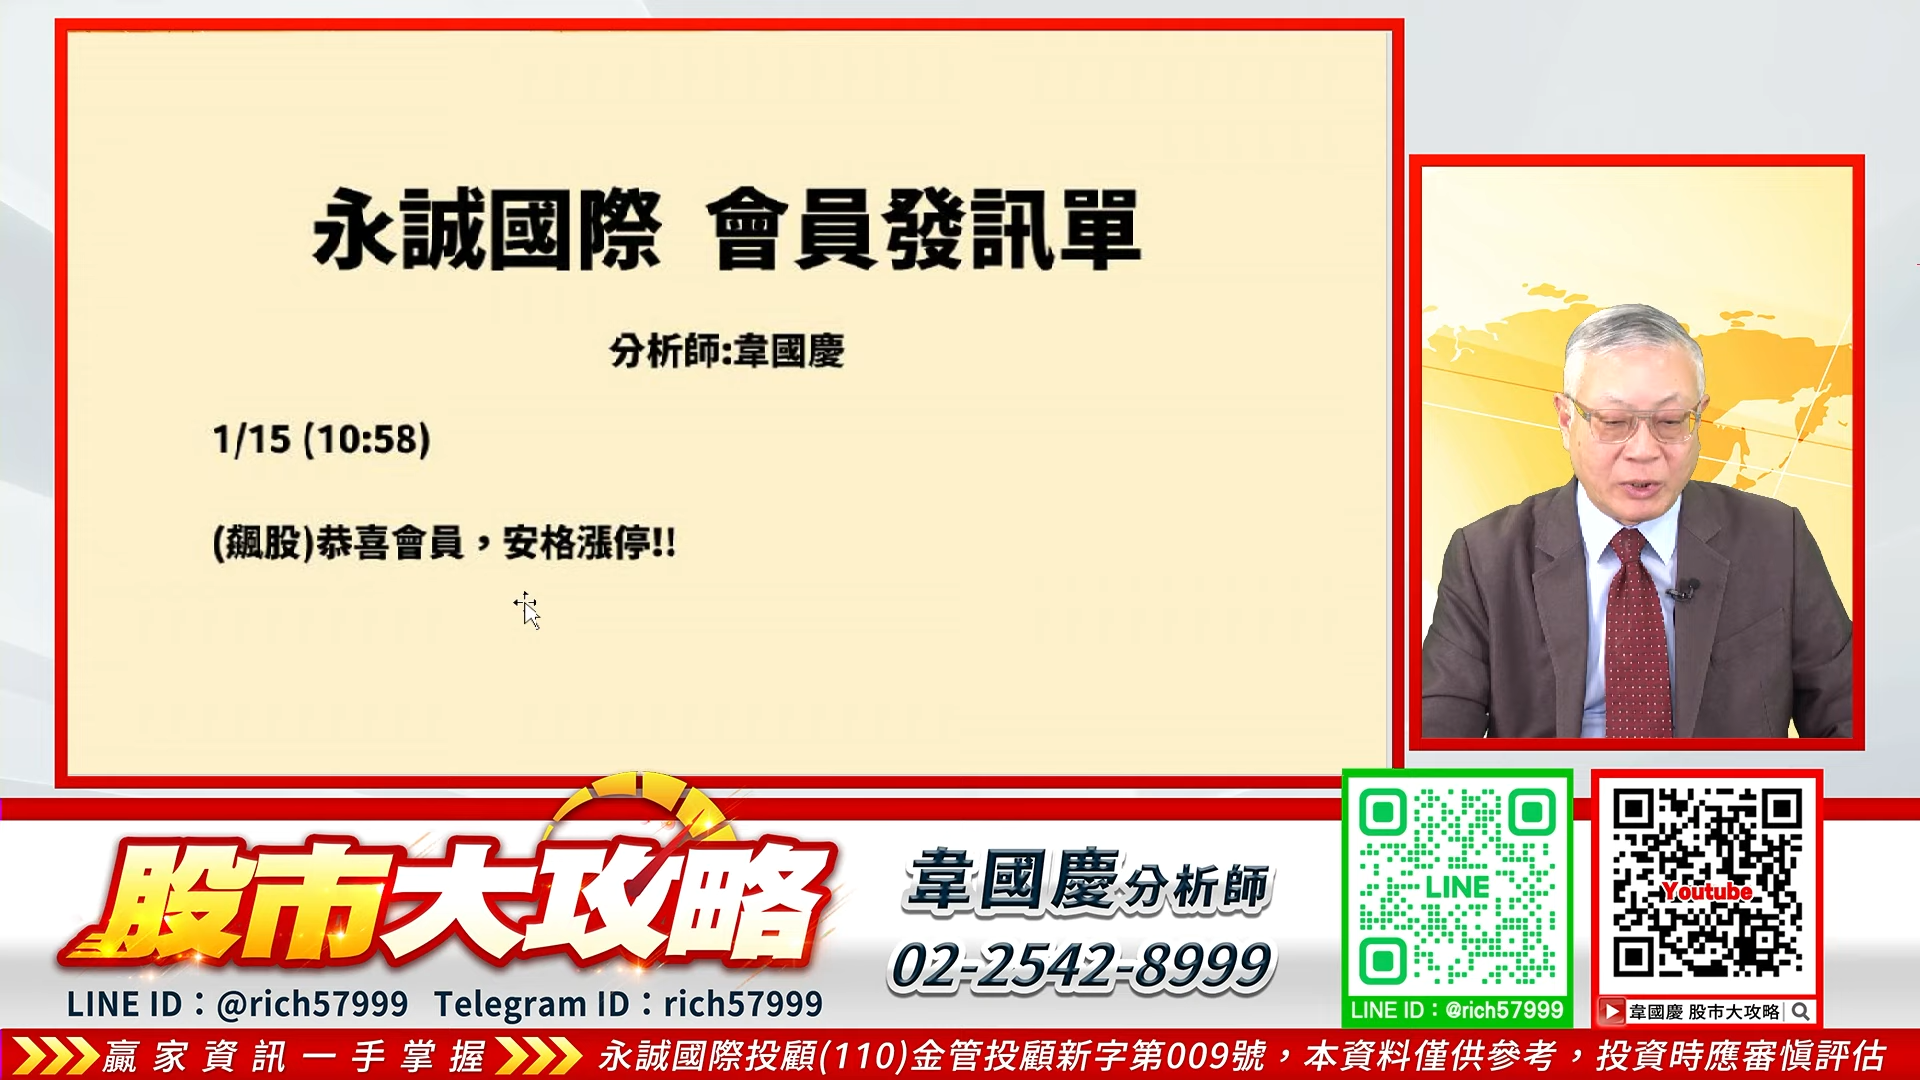 永誠國際 會員發訊單
分析師:韋國慶
1/15 (10:58)
(飆股)恭喜會員，安格漲停!!
股市大攻略
LINE ID：@rich57999 Telegram ID：rich57999
韋國慶分析師
02-2542-8999
LINE
LINE ID：@rich57999
Youtube
韋國慶 股市大攻略
贏家資訊一手掌握
永誠國際投顧(110)金管投顧新字第009號，本資料僅供參考，投資時應審慎評估